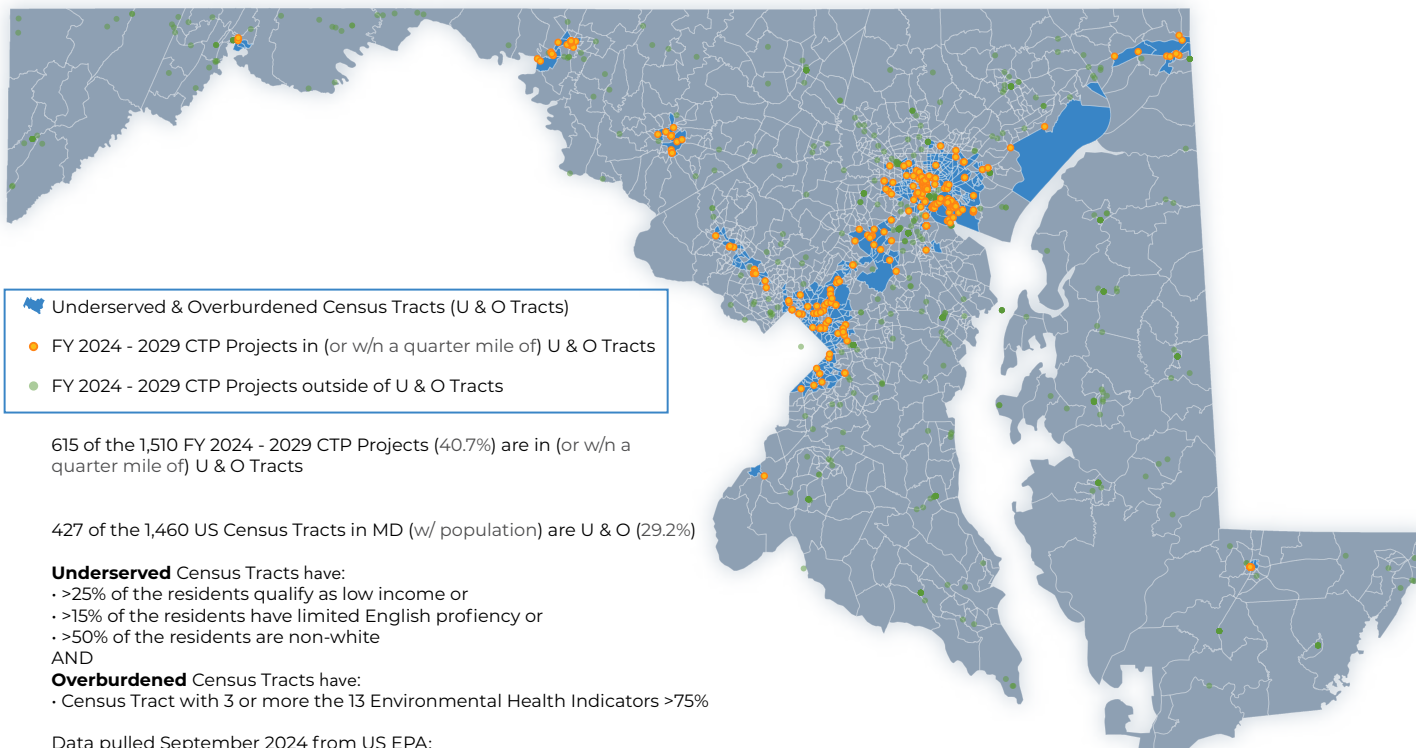 Underserved & Overburdened Census Tracts (U & O Tracts)
FY 2024 - 2029 CTP Projects in (or w/n a quarter mile of) U & O Tracts
FY 2024 - 2029 CTP Projects outside of U & O Tracts
615 of the 1,510 FY 2024 - 2029 CTP Projects (40.7%) are in (or w/n a
quarter mile of) U & O Tracts
427 of the 1,460 US Census Tracts in MD (w/ population) are U & O (29.2%)
Underserved Census Tracts have:
• >25% of the residents qualify as low income or
• >15% of the residents have limited English profiency or
• >50% of the residents are non-white
AND
Overburdened Census Tracts have:
• Census Tract with 3 or more the 13 Environmental Health Indicators >75%
Data pulled September 2024 from US EPA: